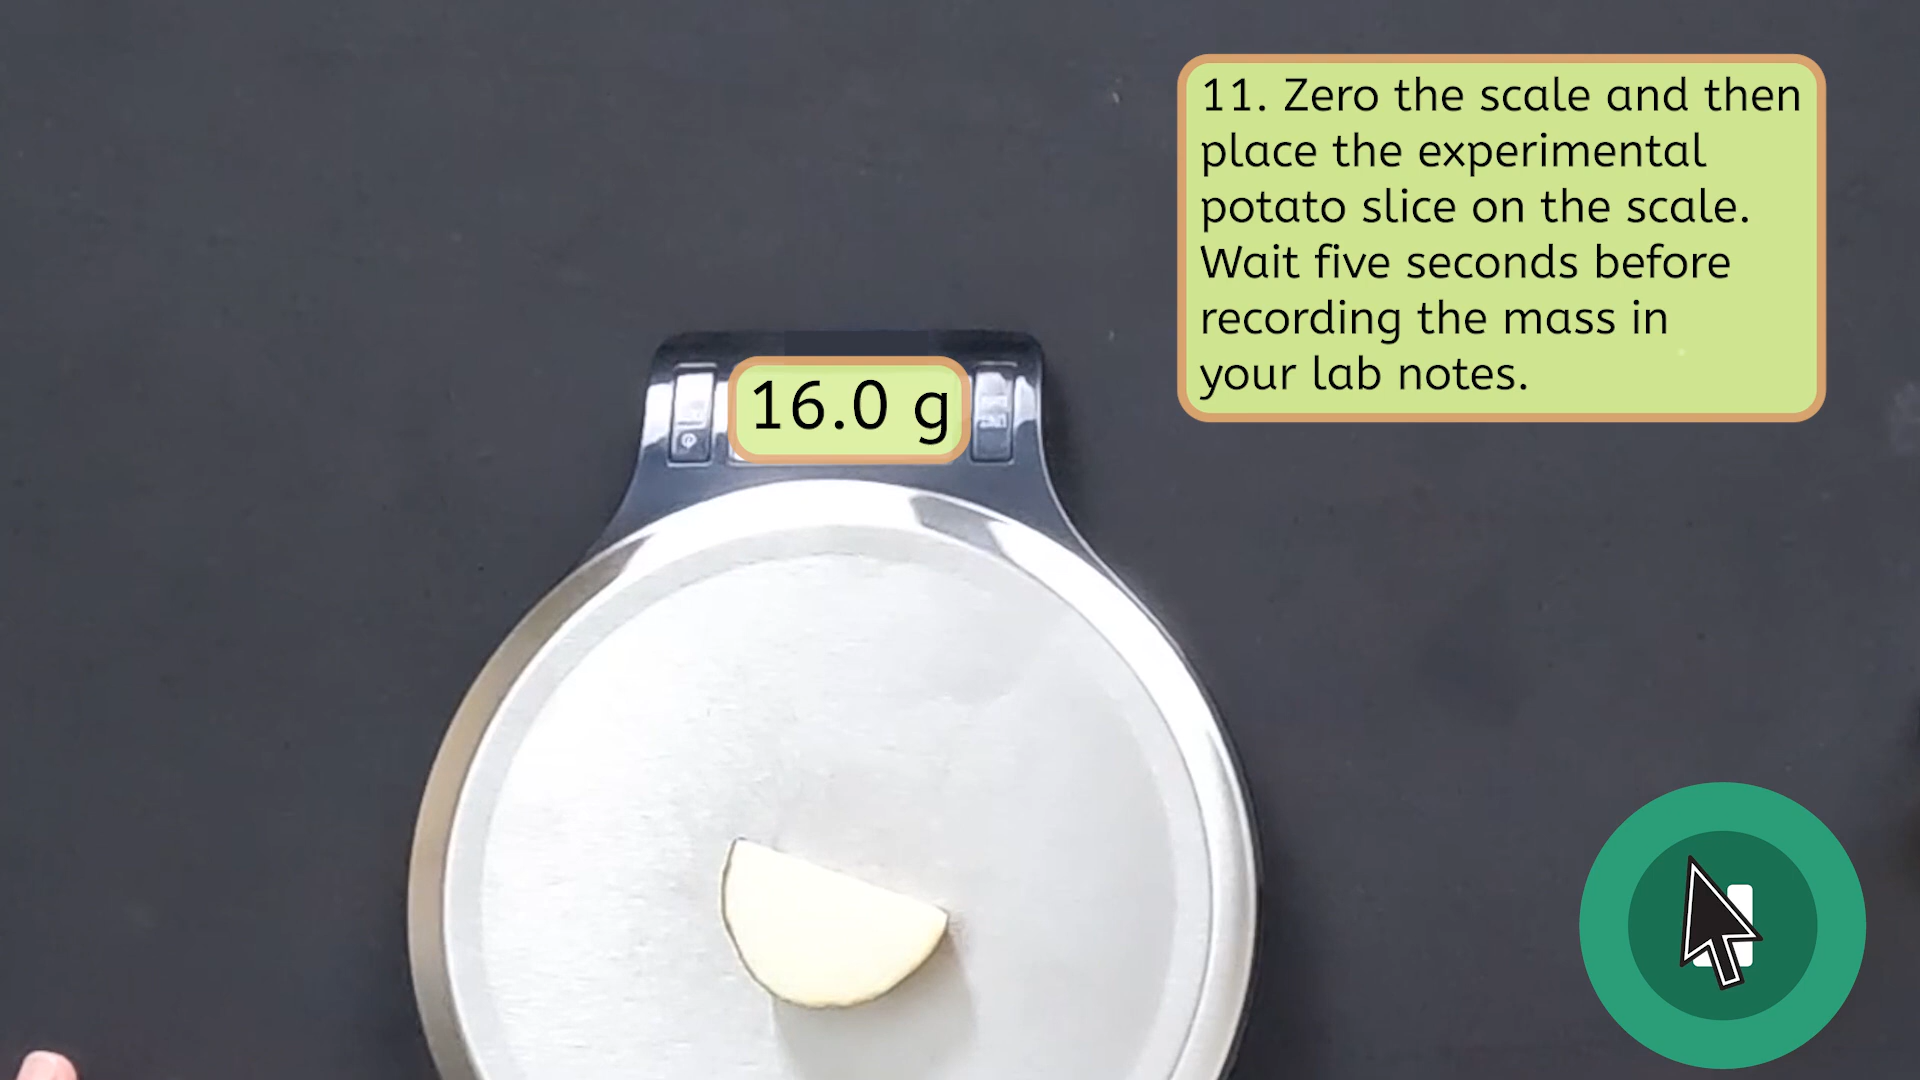 11. Zero the scale and then
place the experimental
potato slice on the scale.
Wait five seconds before
recording the mass in
your lab notes.
16.0 g